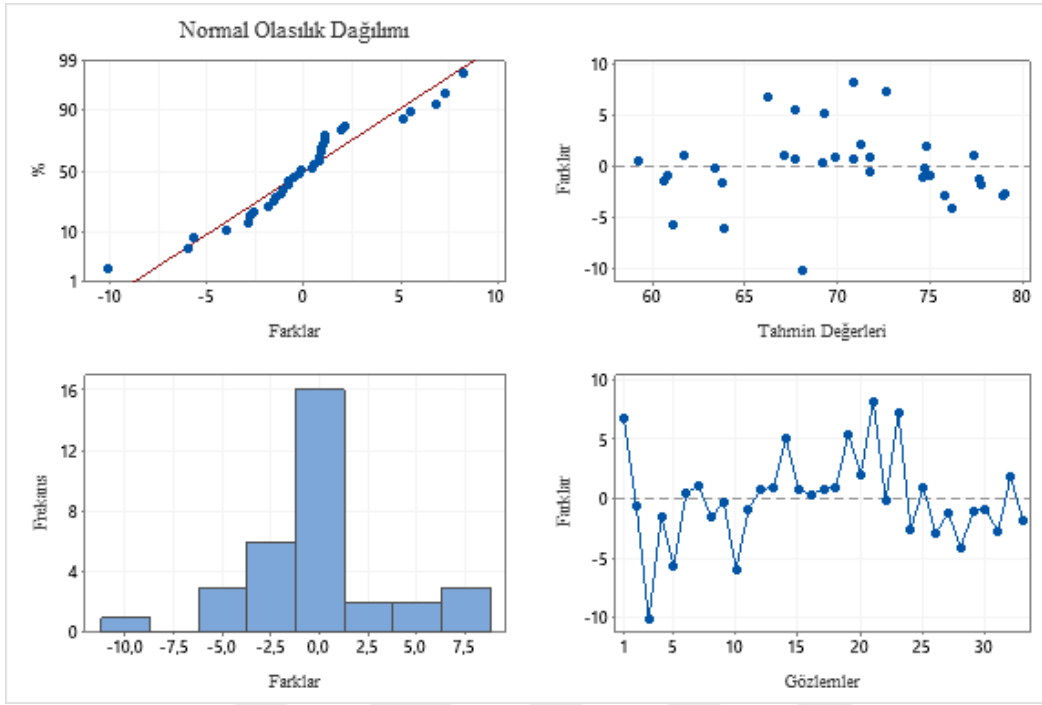 Normal Olasılık Dağılımı
99
90
50
10
1
%
-10 -5 0 5 10
Farklar
10
5
0
-5
-10
Farklar
60 65 70 75 80
Tahmin Değerleri
16
12
8
4
0
Frekans
-10,0 -7,5 -5,0 -2,5 0,0 2,5 5,0 7,5
Farklar
10
5
0
-5
-10
Farklar
1 5 10 15 20 25 30
Gözlemler